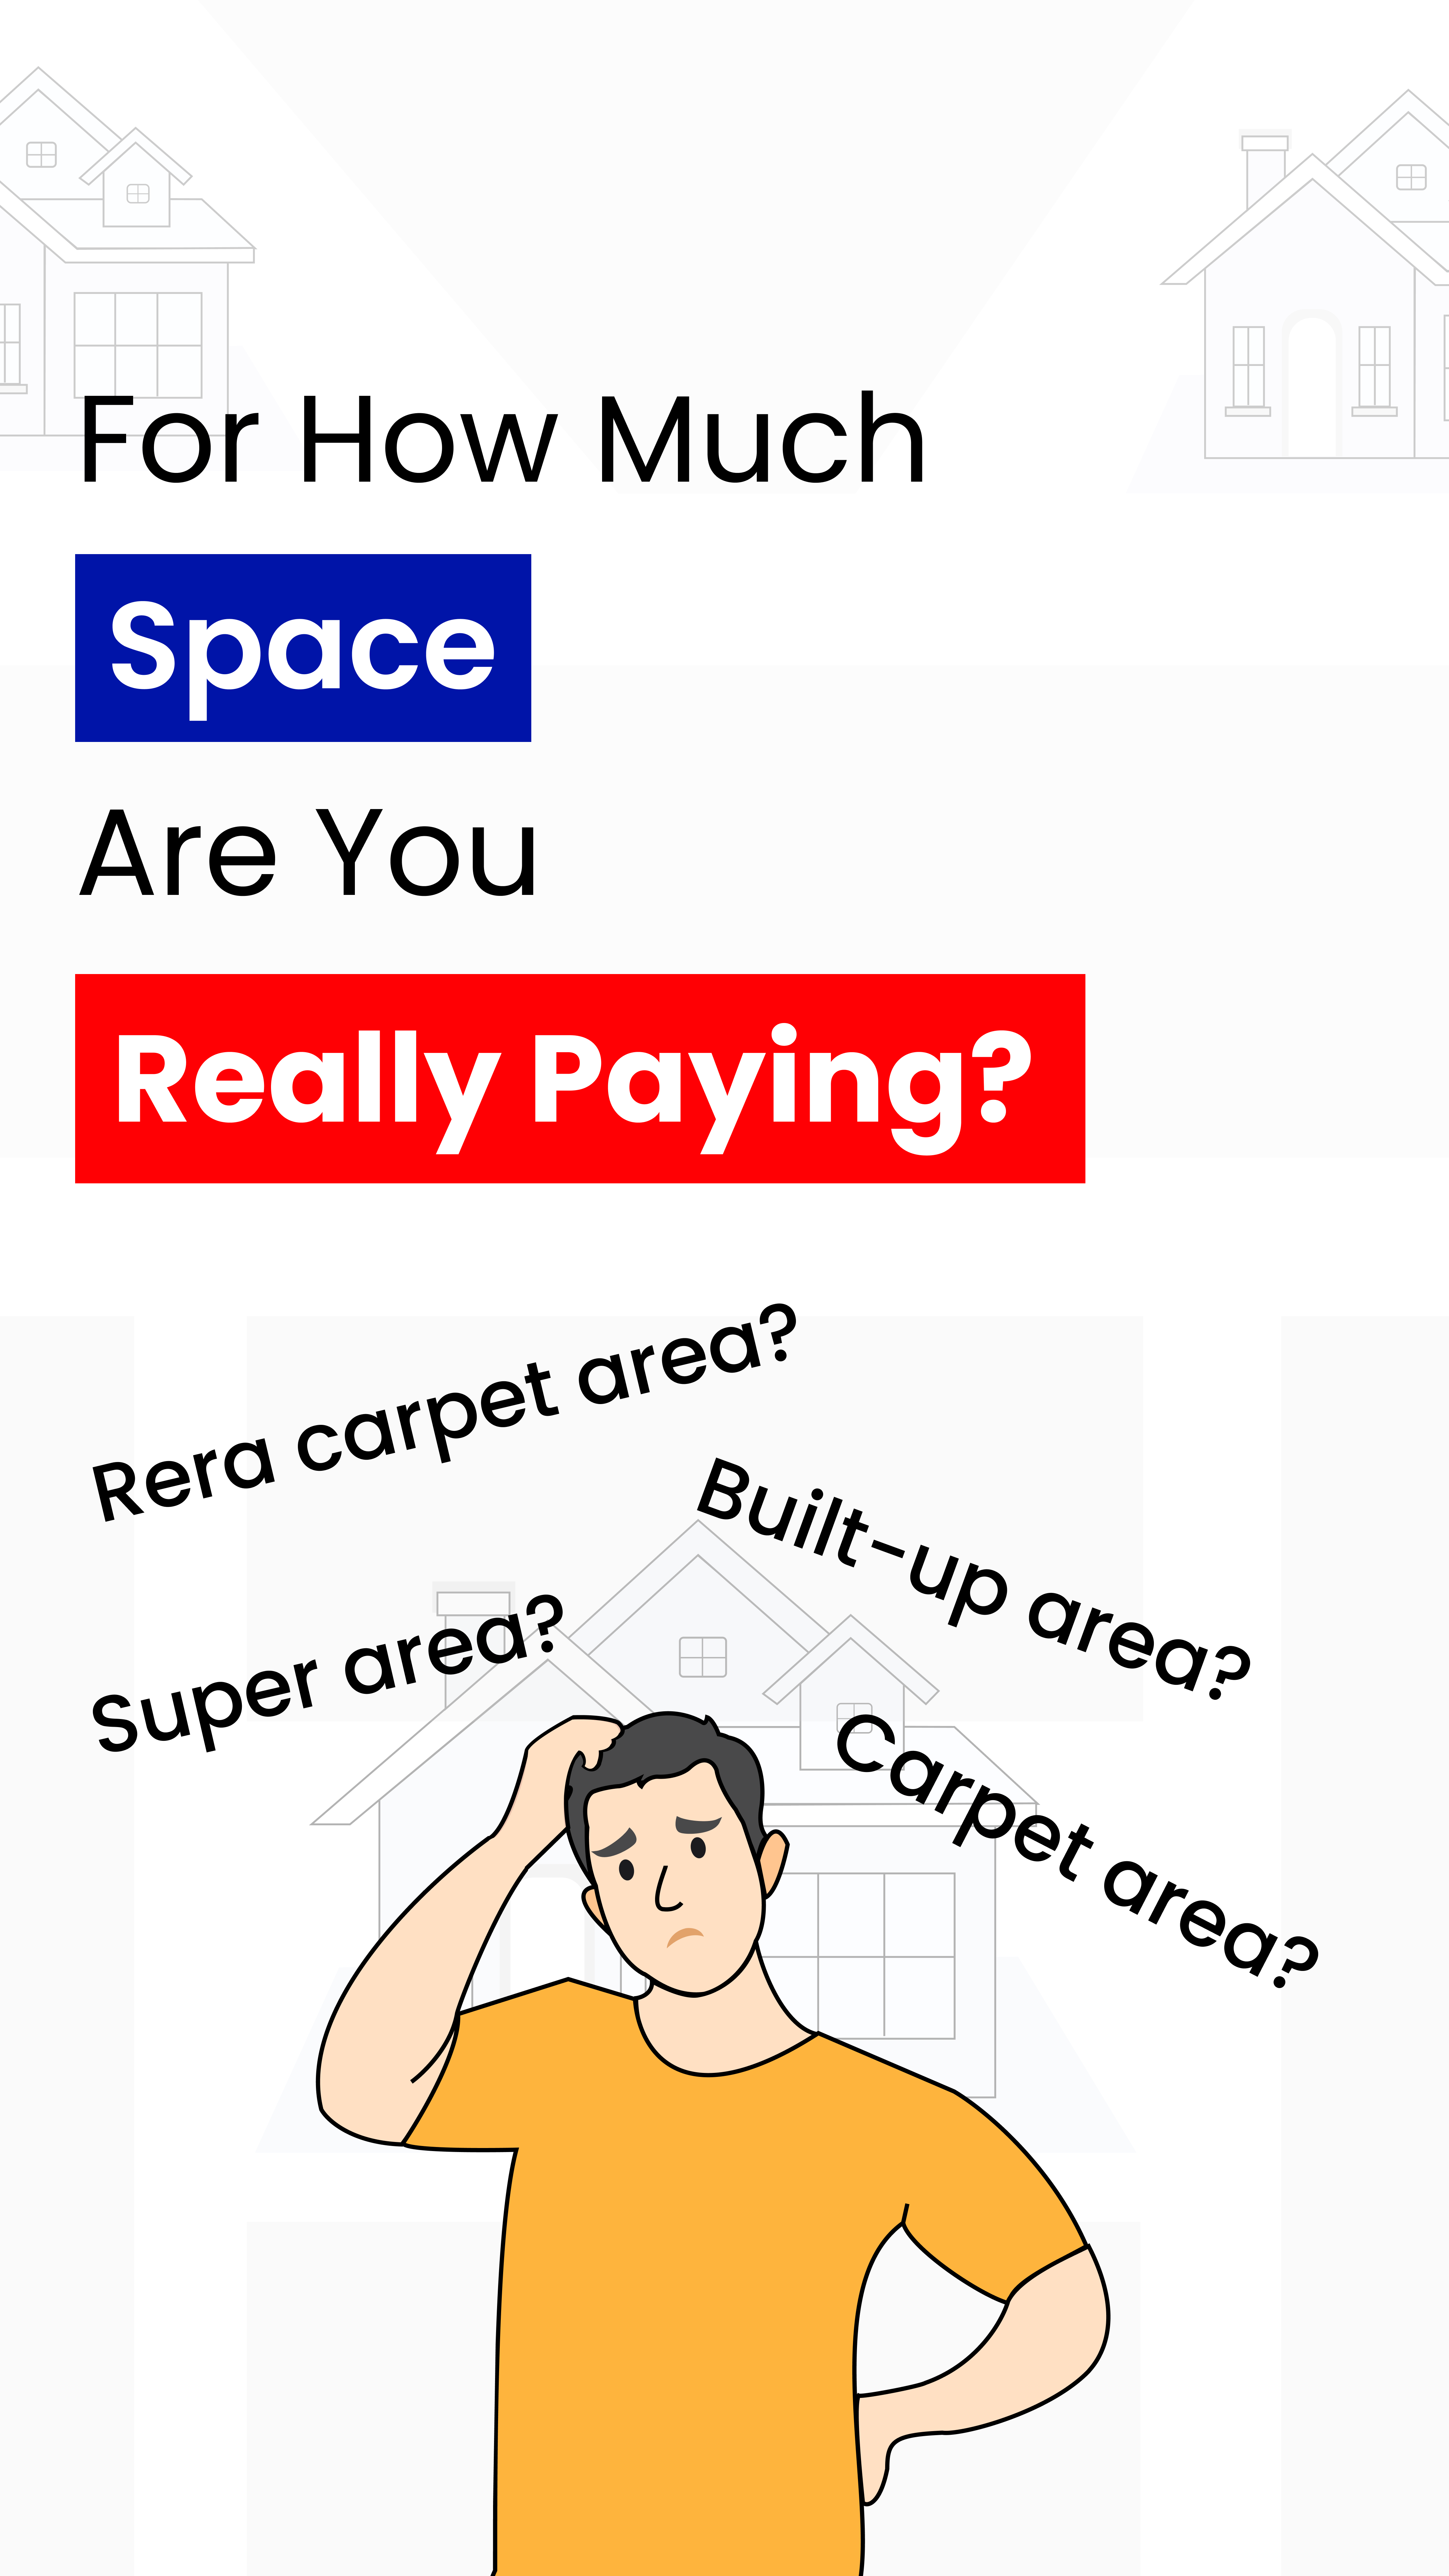 For How Much
Space
Are You
Really Paying?
Rera carpet area?
Built-up area?
Super area?
Carpet area?